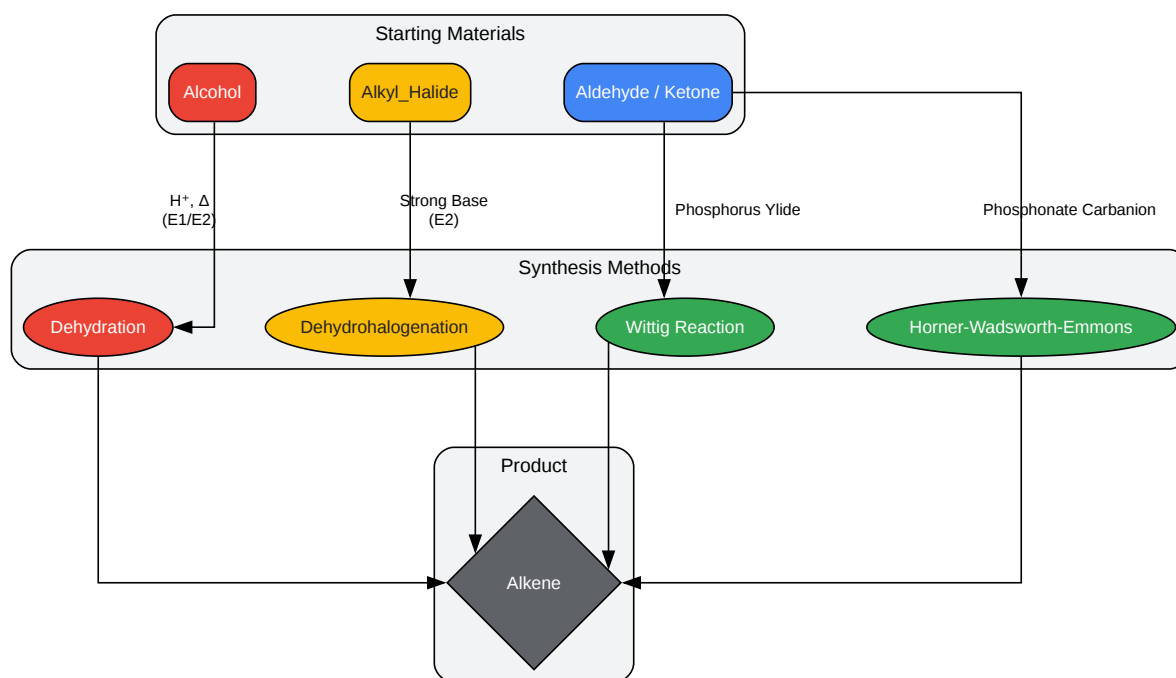 Starting Materials
Alcohol
Alkyl_Halide
Aldehyde / Ketone
H⁺, Δ
(E1/E2)
Strong Base
(E2)
Phosphorus Ylide
Phosphonate Carbanion
Synthesis Methods
Dehydration
Dehydrohalogenation
Wittig Reaction
Horner-Wadsworth-Emmons
Product
Alkene